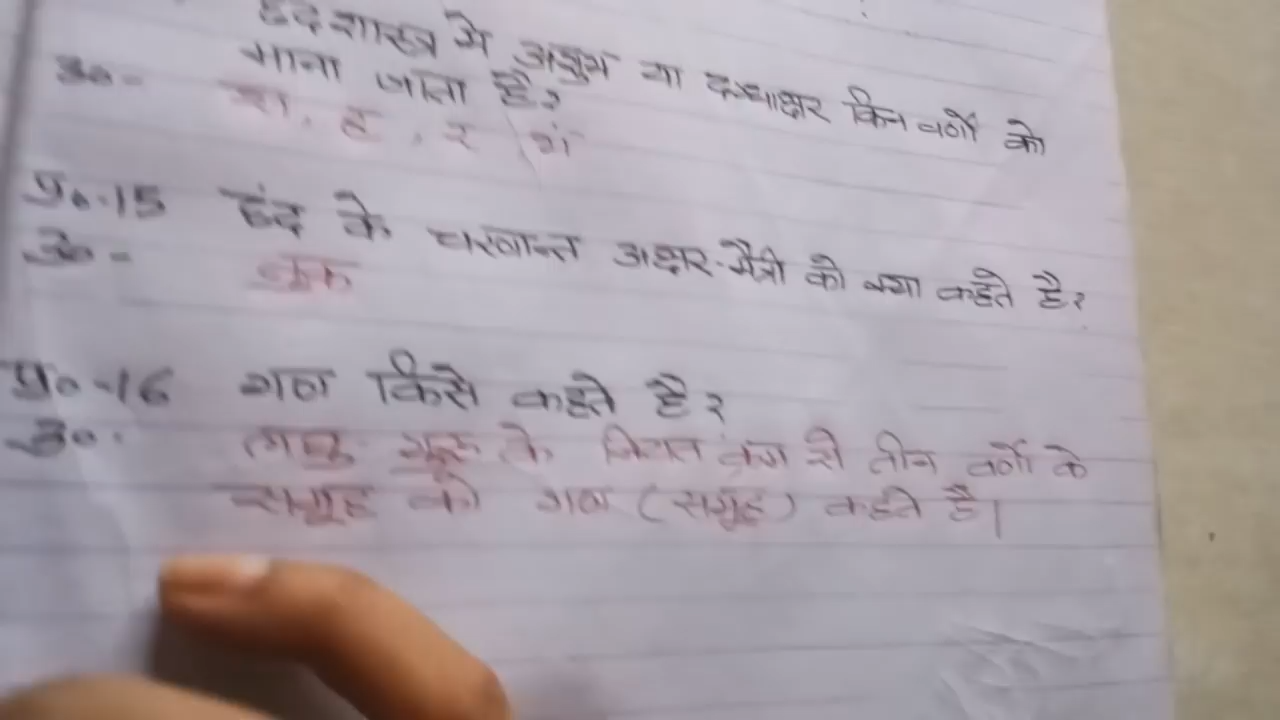 छंदशास्त्र में अशुभ या दग्धाक्षर किन वर्णों को
माना जाता है?
उ०-
प्र०-15 छंद के चरणान्त अक्षर-मैत्री को क्या कहते है?
उ०- तुक
प्र०-16 गण किसे कहते है?
उ०- लघु गुरू के नियत क्रम से तीन वर्णो के
समूह को गण (समूह) कहते है।